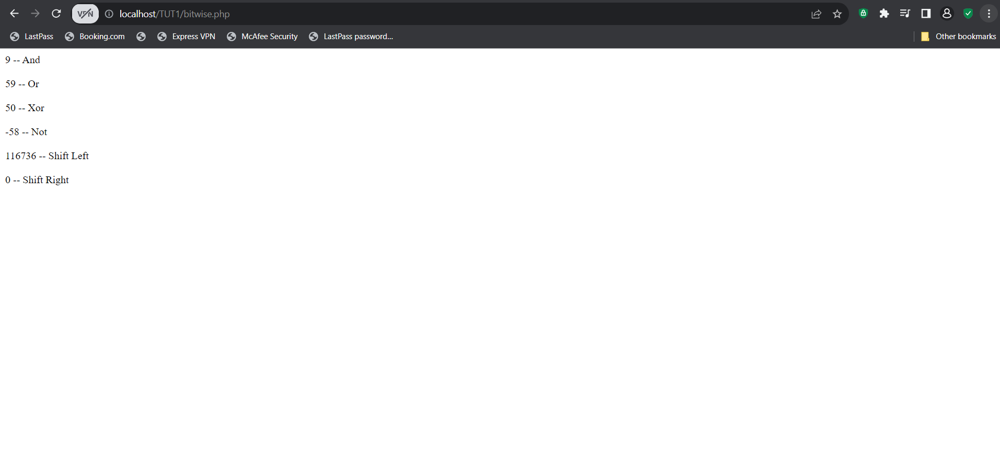 VPN localhost/TUT1/bitwise.php
LastPass Booking.com Express VPN McAfee Security LastPass password... Other bookmarks
9 -- And
59 -- Or
50 -- Xor
-58 -- Not
116736 -- Shift Left
0 -- Shift Right